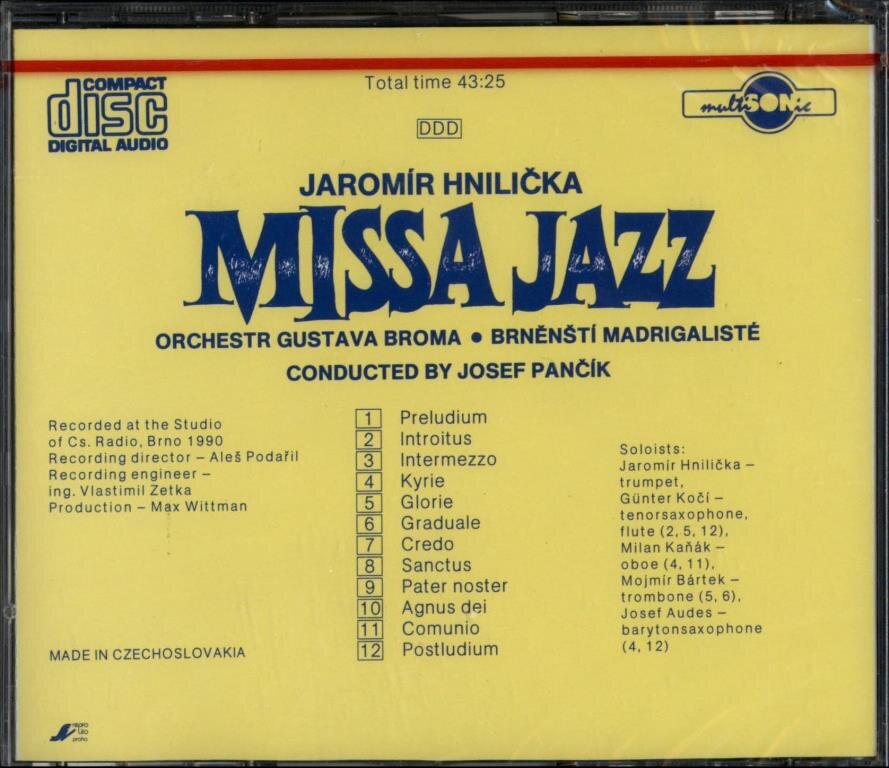 COMPACT
disc
DIGITAL AUDIO
Total time 43:25
DDD
multiSONic
JAROMÍR HNILIČKA
MISSA JAZZ
ORCHESTR GUSTAVA BROMA ● BRNĚNŠTÍ MADRIGALISTÉ
CONDUCTED BY JOSEF PANČÍK
Recorded at the Studio
of Cs. Radio, Brno 1990
Recording director – Aleš Podařil
Recording engineer –
ing. Vlastimil Zetka
Production – Max Wittman
1 Preludium
2 Introitus
3 Intermezzo
4 Kyrie
5 Glorie
6 Graduale
7 Credo
8 Sanctus
9 Pater noster
10 Agnus dei
11 Comunio
12 Postludium
Soloists:
Jaromír Hnilička –
trumpet,
Günter Kočí –
tenorsaxophone,
flute (2, 5, 12),
Milan Kaňák –
oboe (4, 11),
Mojmír Bártek –
trombone (5, 6),
Josef Audes –
barytonsaxophone
(4, 12)
MADE IN CZECHOSLOVAKIA
praha